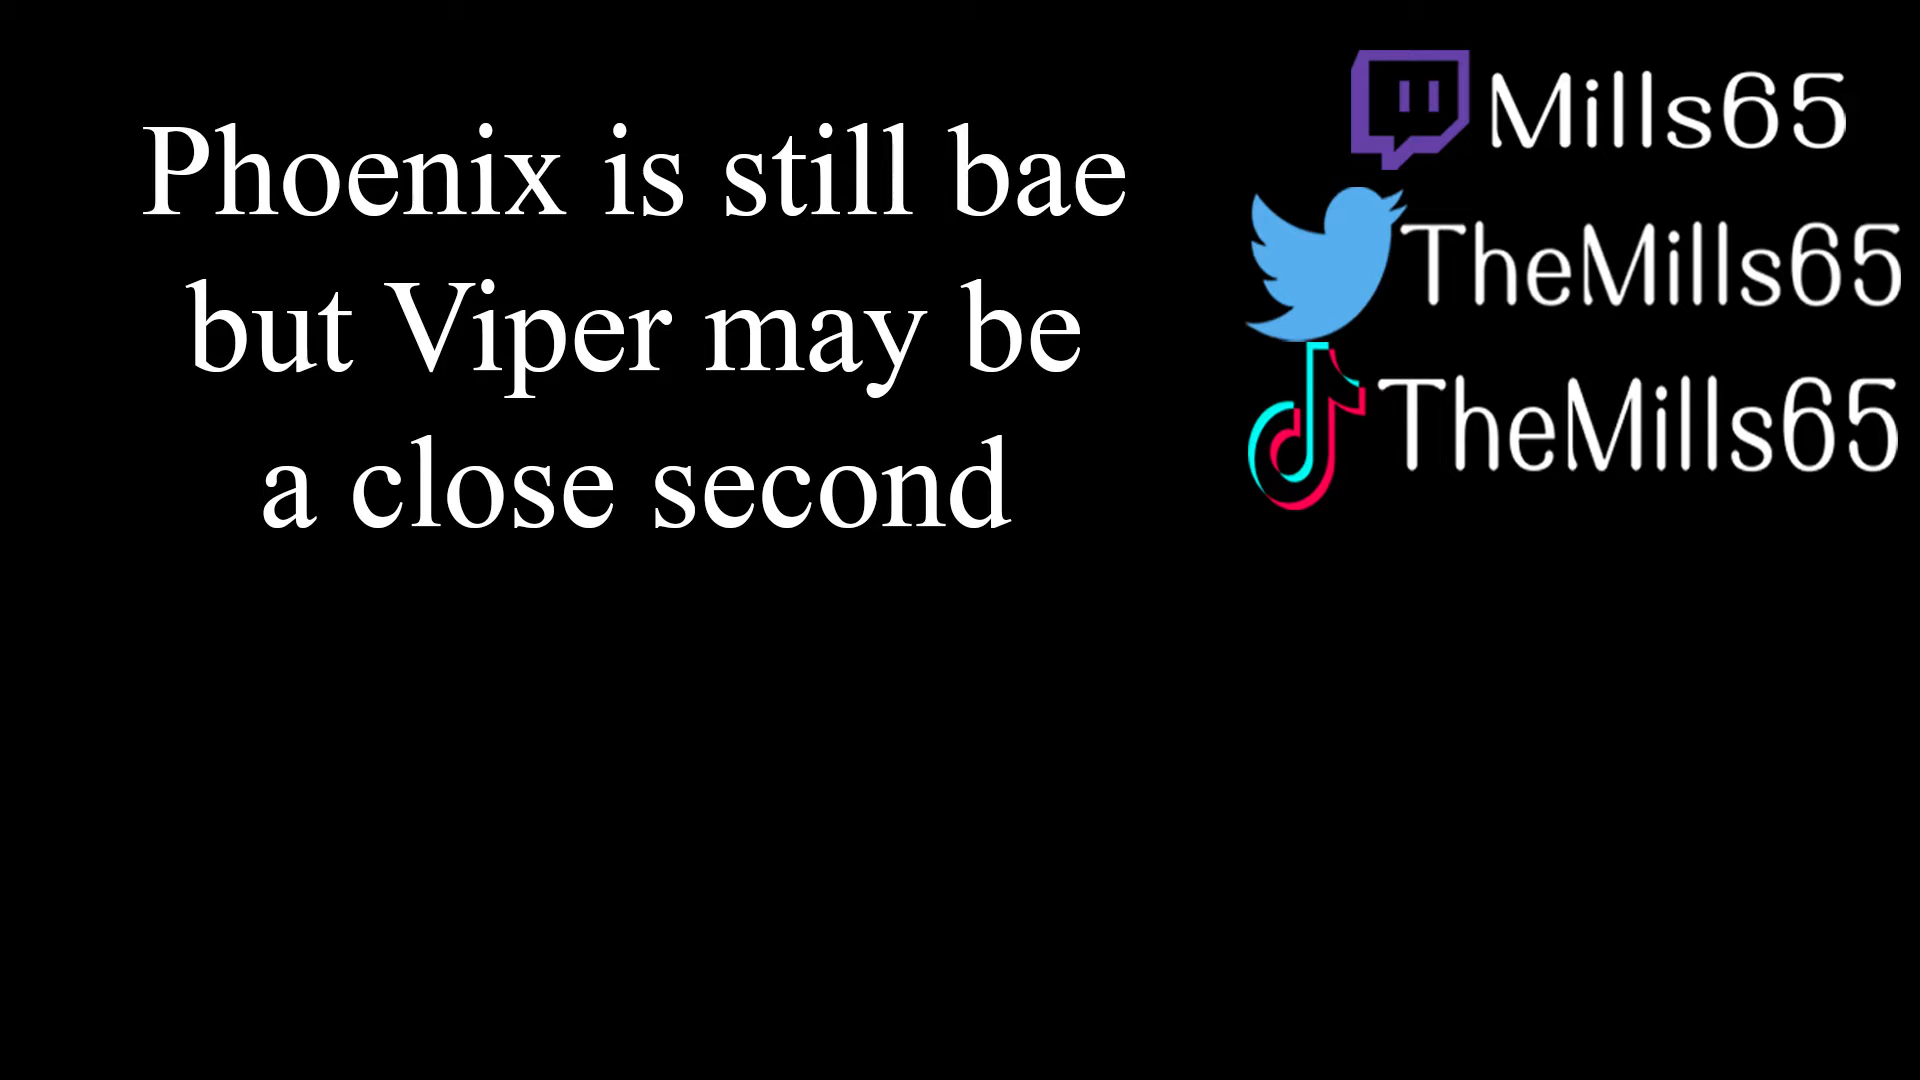 Phoenix is still bae
but Viper may be
a close second
Mills65
TheMills65
TheMills65